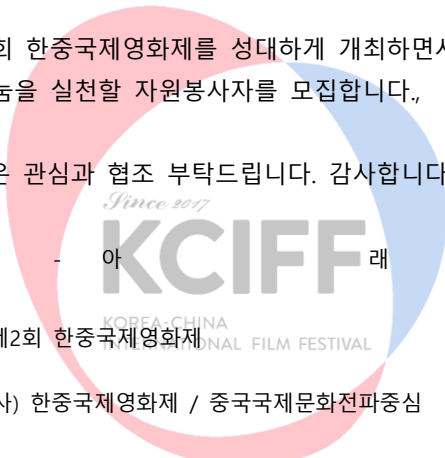 회 한중국제영화제를 성대하게 개최하면서
눔을 실천할 자원봉사자를 모집합니다.,
은 관심과 협조 부탁드립니다. 감사합니다
Since 2017
KCIFF
- 아 래
KOREA-CHINA
INTERNATIONAL FILM FESTIVAL
제2회 한중국제영화제
사) 한중국제영화제 / 중국국제문화전파중심